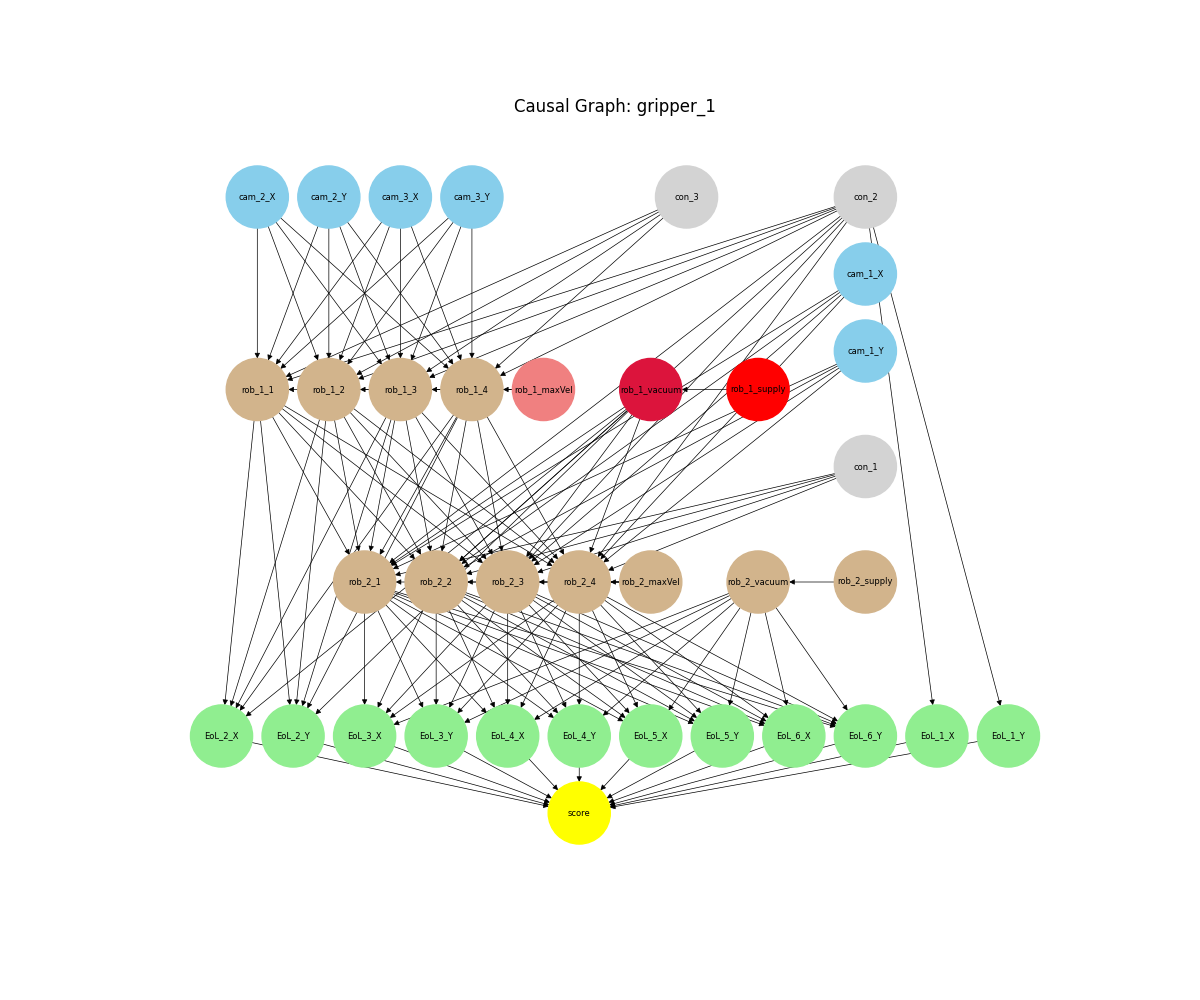 Causal Graph: gripper_1
cam_2_X
cam_2_Y
cam_3_X
cam_3_Y
con_3
con_2
cam_1_X
cam_1_Y
rob_1_1
rob_1_2
rob_1_3
rob_1_4
rob_1_maxVel
rob_1_vacuum
rob_1_supply
con_1
rob_2_1
rob_2_2
rob_2_3
rob_2_4
rob_2_maxVel
rob_2_vacuum
rob_2_supply
EoL_2_X
EoL_2_Y
EoL_3_X
EoL_3_Y
EoL_4_X
EoL_4_Y
EoL_5_X
EoL_5_Y
EoL_6_X
EoL_6_Y
EoL_1_X
EoL_1_Y
score